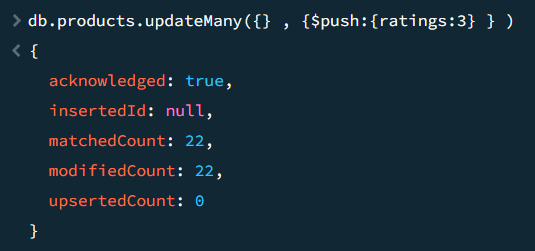 > db.products.updateMany({} , {$push:{ratings:3} } )
< {
acknowledged: true,
insertedId: null,
matchedCount: 22,
modifiedCount: 22,
upsertedCount: 0
}